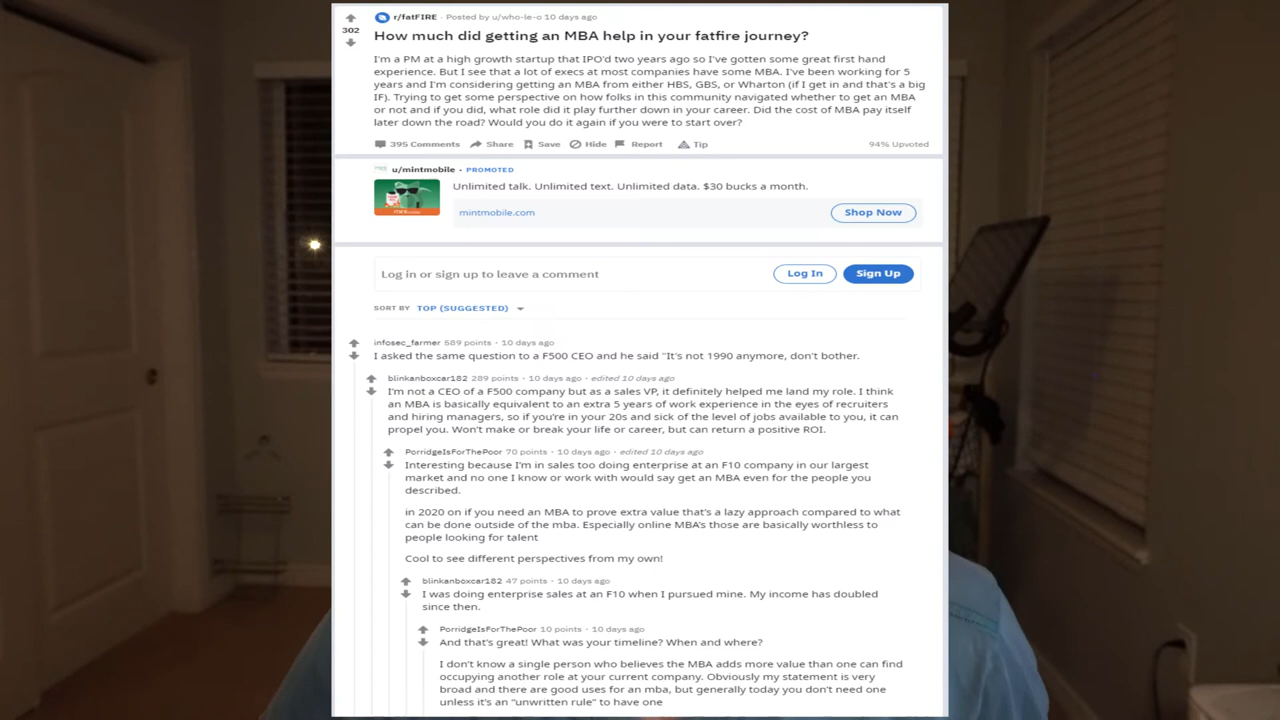 r/fatFIRE · Posted by u/who-le-o 10 days ago
302
How much did getting an MBA help in your fatfire journey?
I'm a PM at a high growth startup that IPO'd two years ago so I've gotten some great first hand
experience. But I see that a lot of execs at most companies have some MBA. I've been working for 5
years and I'm considering getting an MBA from either HBS, GBS, or Wharton (if I get in and that's a big
IF). Trying to get some perspective on how folks in this community navigated whether to get an MBA
or not and if you did, what role did it play further down in your career. Did the cost of MBA pay itself
later down the road? Would you do it again if you were to start over?
395 Comments Share Save Hide Report Tip 94% Upvoted
u/mintmobile · PROMOTED
Unlimited talk. Unlimited text. Unlimited data. $30 bucks a month.
mintmobile.com Shop Now
Log in or sign up to leave a comment Log In Sign Up
SORT BY TOP (SUGGESTED)
infosec_farmer 589 points · 10 days ago
I asked the same question to a F500 CEO and he said "It's not 1990 anymore, don't bother.
blinkanboxcar182 289 points · 10 days ago · edited 10 days ago
I'm not a CEO of a F500 company but as a sales VP, it definitely helped me land my role. I think
an MBA is basically equivalent to an extra 5 years of work experience in the eyes of recruiters
and hiring managers, so if you're in your 20s and sick of the level of jobs available to you, it can
propel you. Won't make or break your life or career, but can return a positive ROI.
PorridgeIsForThePoor 70 points · 10 days ago · edited 10 days ago
Interesting because I'm in sales too doing enterprise at an F10 company in our largest
market and no one I know or work with would say get an MBA even for the people you
described.
in 2020 on if you need an MBA to prove extra value that's a lazy approach compared to what
can be done outside of the mba. Especially online MBA's those are basically worthless to
people looking for talent
Cool to see different perspectives from my own!
blinkanboxcar182 47 points · 10 days ago
I was doing enterprise sales at an F10 when I pursued mine. My income has doubled
since then.
PorridgeIsForThePoor 10 points · 10 days ago
And that's great! What was your timeline? When and where?
I don't know a single person who believes the MBA adds more value than one can find
occupying another role at your current company. Obviously my statement is very
broad and there are good uses for an mba, but generally today you don't need one
unless it's an "unwritten rule" to have one